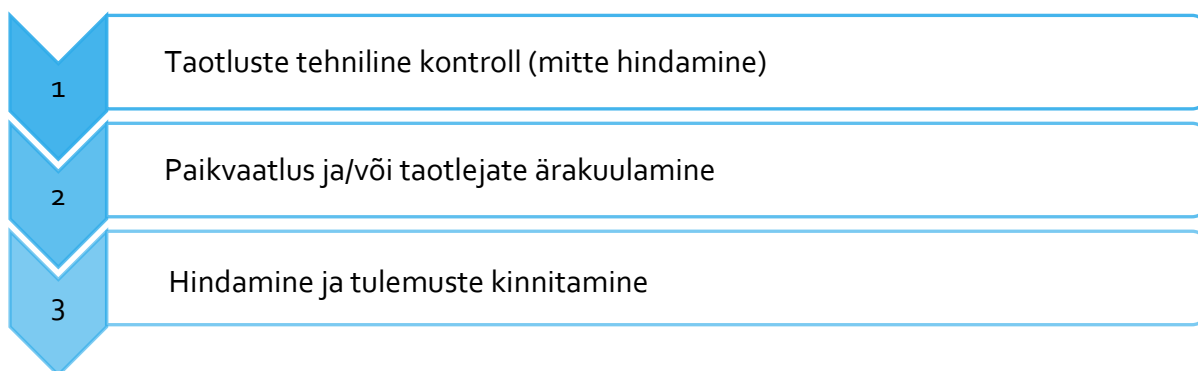 1
Taotluste tehniline kontroll (mitte hindamine)
2
Paikvaatlus ja/või taotlejate ärakuulamine
3
Hindamine ja tulemuste kinnitamine